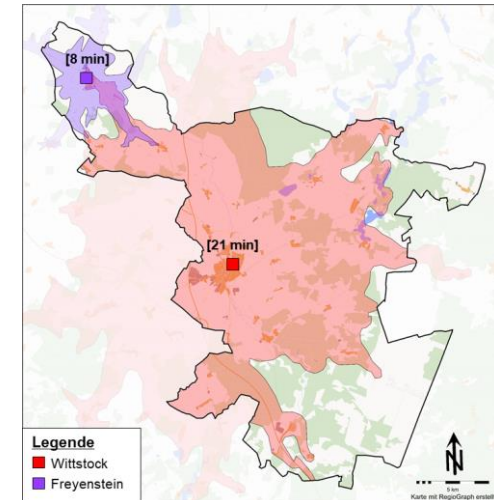 [8 min]
[21 min]
Legende
Wittstock
Freyenstein
N
5 km
Karte mit RegioGraph erstellt